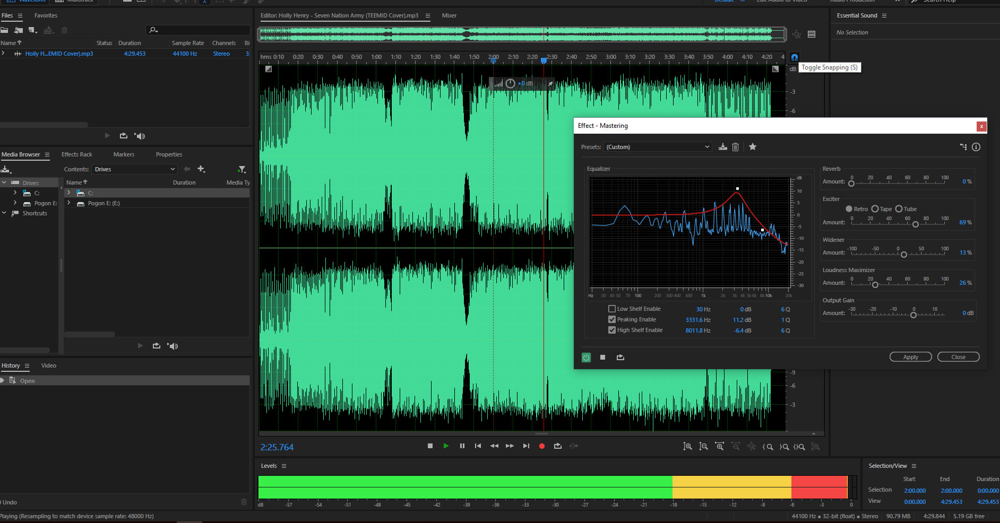 Waveform Multitrack Default Edit Audio to Video Radio Production Search Help
Files Favorites
Name Status Duration Sample Rate Channels Bi
Holly H...EMID Cover).mp3 4:29.453 44100 Hz Stereo 3
Media Browser Effects Rack Markers Properties
Contents: Drives
Drives
C:
Pogon E:
Shortcuts
Name Duration Media Ty
C:
Pogon E: (E:)
History Video
Open
0 Undo
Playing (Resampling to match device sample rate: 48000 Hz)
Editor: Holly Henry - Seven Nation Army (TEEMID Cover).mp3 Mixer
hms 0:10 0:20 0:30 0:40 0:50 1:00 1:10 1:20 1:30 1:40 1:50 2:00 2:10 2:20 2:30 2:40 2:50 3:00 3:10 3:20 3:30 3:40 3:50 4:00 4:10 4:20 4:
+0 dB
dB
-3
-6
-9
-6
-3
Toggle Snapping (S)
Essential Sound
No Selection
Effect - Mastering
x
Presets: (Custom)
Equalizer
dB
10
5
0
-5
-10
-15
-20
-25
-30
Hz 30 40 50 70 100 200 300 400 600 1k 2k 3k 4k 5k 6k 8k 10k 20k
Low Shelf Enable 30 Hz 0 dB 6 Q
Peaking Enable 3331.6 Hz 11.2 dB 1 Q
High Shelf Enable 8011.8 Hz -6.4 dB 6 Q
Reverb
0 20 40 60 80 100
Amount: 0 %
Exciter
Retro Tape Tube
0 20 40 60 80 100
Amount: 69 %
Widener
-100 -50 0 50 100
Amount: 13 %
Loudness Maximizer
0 20 40 60 80 100
Amount: 26 %
Output Gain
-30 -20 -10 0 10
Amount: 0 dB
Apply Close
2:25.764
Levels
dB -57 -54 -51 -48 -45 -42 -39 -36 -33 -30 -27 -24 -21 -18 -15 -12 -9 -6 -3 0
Selection/View
Start End Duration
Selection 2:00.000 2:00.000 0:00.000
View 0:00.000 4:29.453 4:29.453
44100 Hz ● 32-bit (float) ● Stereo 90.79 MB 4:29.844 5.19 GB free